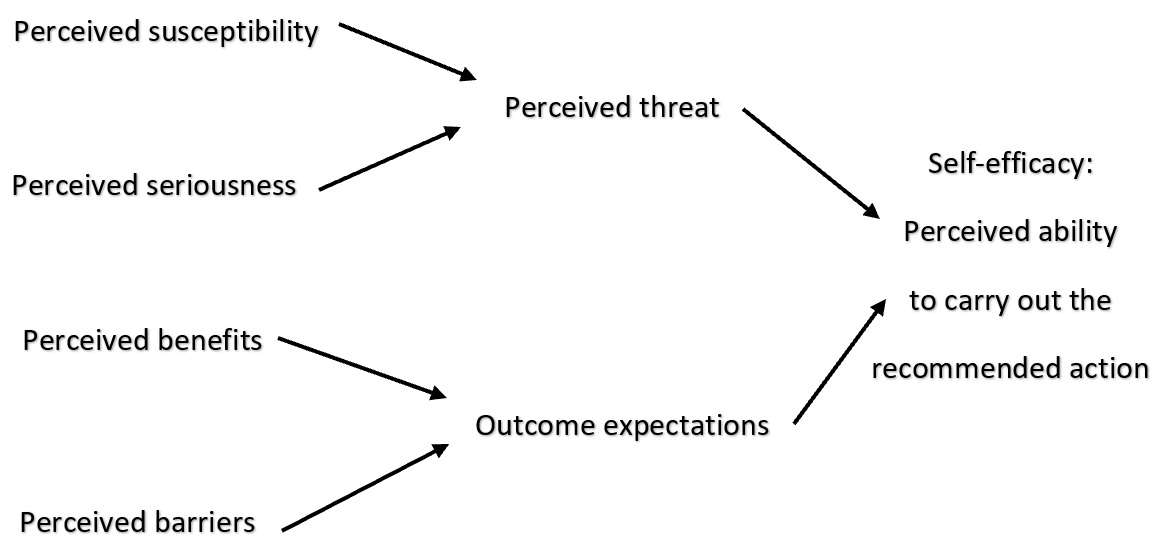 Perceived susceptibility
Perceived seriousness
Perceived threat
Perceived benefits
Perceived barriers
Outcome expectations
Self-efficacy:
Perceived ability
to carry out the
recommended action